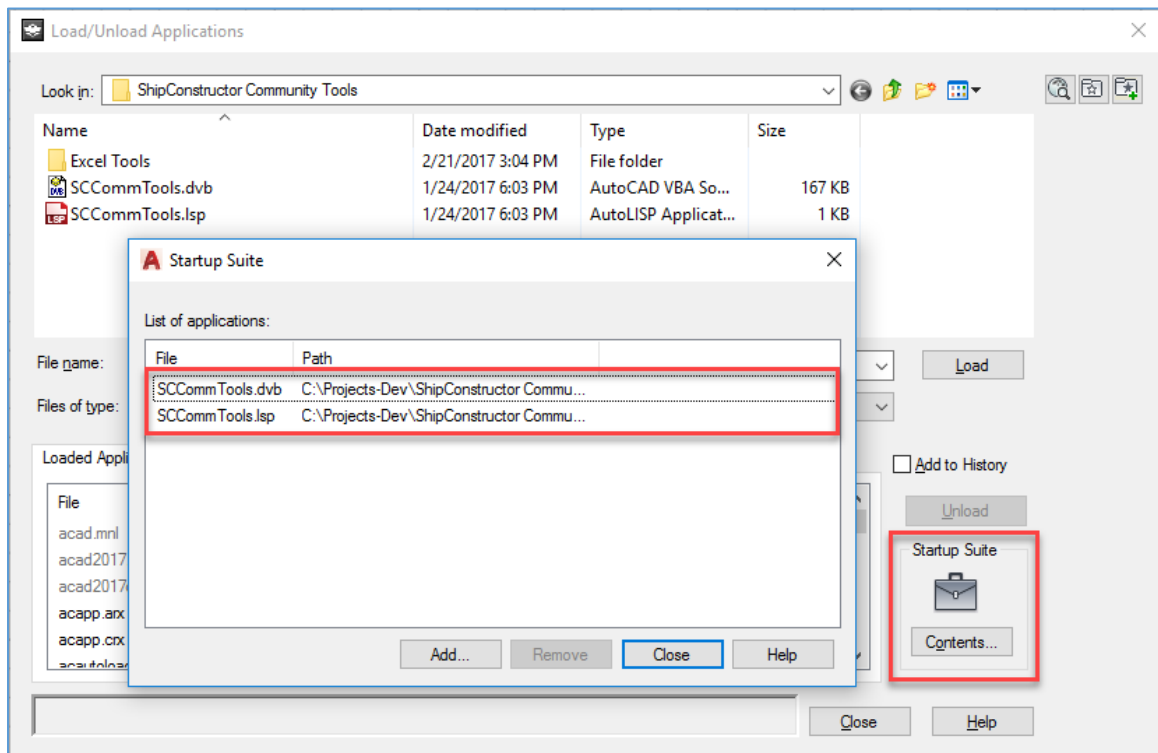 Load/Unload Applications
Look in: ShipConstructor Community Tools
Name Date modified Type Size
Excel Tools 2/21/2017 3:04 PM File folder
SCCommTools.dvb 1/24/2017 6:03 PM AutoCAD VBA So... 167 KB
SCCommTools.lsp 1/24/2017 6:03 PM AutoLISP Applicat... 1 KB
Startup Suite
List of applications:
File Path
SCCommTools.dvb C:\Projects-Dev\ShipConstructor Commu...
SCCommTools.lsp C:\Projects-Dev\ShipConstructor Commu...
Add... Remove Close Help
File name:
Load
Files of type:
Loaded Appli
Add to History
File
Unload
acad.mnl
acad2017
Startup Suite
acad2017
acapp.arx
acapp.crx
Contents...
acautoload
Close Help